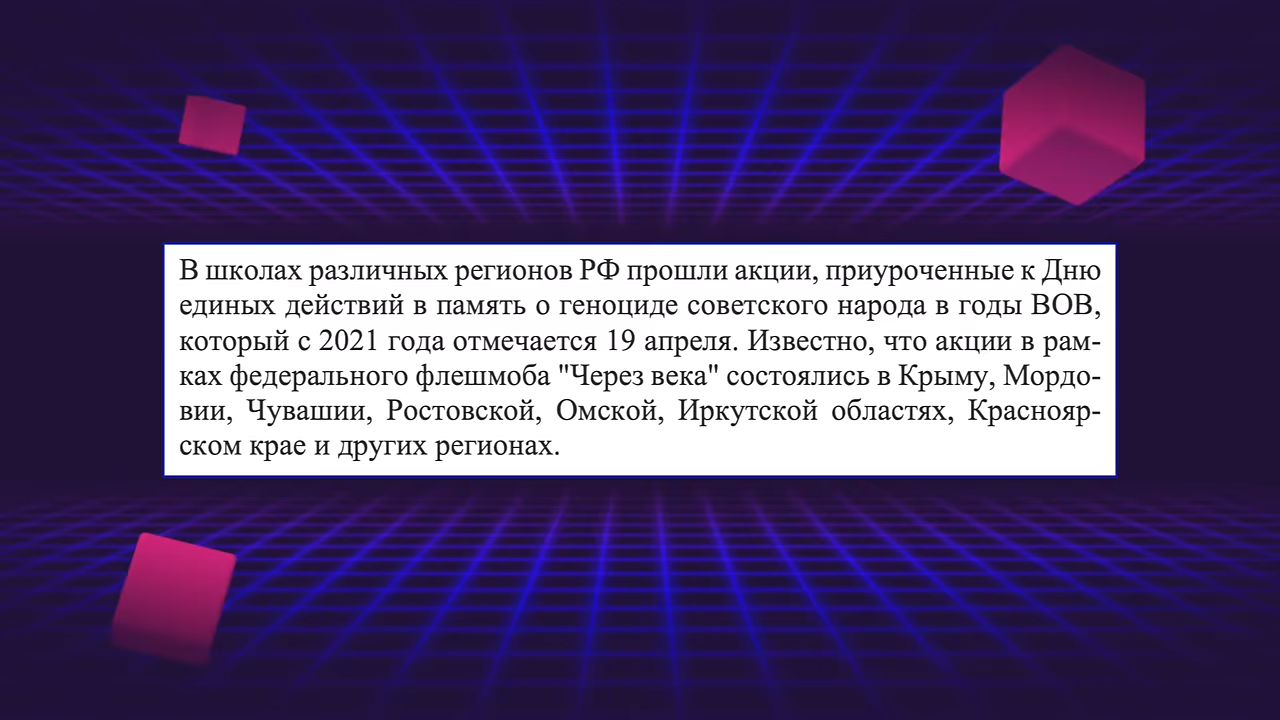 В школах различных регионов РФ прошли акции, приуроченные к Дню
единых действий в память о геноциде советского народа в годы ВОВ,
который с 2021 года отмечается 19 апреля. Известно, что акции в рам-
ках федерального флешмоба "Через века" состоялись в Крыму, Мордо-
вии, Чувашии, Ростовской, Омской, Иркутской областях, Краснояр-
ском крае и других регионах.